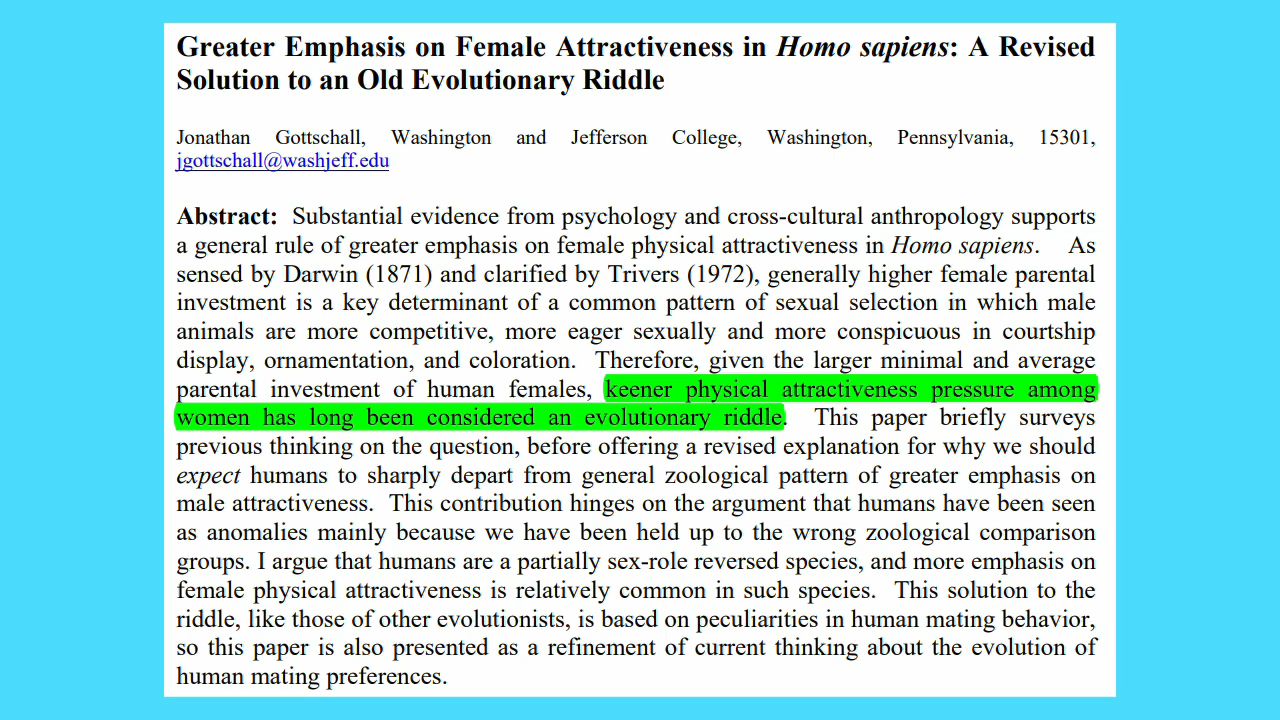 Greater Emphasis on Female Attractiveness in Homo sapiens: A Revised
Solution to an Old Evolutionary Riddle
Jonathan Gottschall, Washington and Jefferson College, Washington, Pennsylvania, 15301,
jgottschall@washjeff.edu
Abstract: Substantial evidence from psychology and cross-cultural anthropology supports
a general rule of greater emphasis on female physical attractiveness in Homo sapiens. As
sensed by Darwin (1871) and clarified by Trivers (1972), generally higher female parental
investment is a key determinant of a common pattern of sexual selection in which male
animals are more competitive, more eager sexually and more conspicuous in courtship
display, ornamentation, and coloration. Therefore, given the larger minimal and average
parental investment of human females, keener physical attractiveness pressure among
women has long been considered an evolutionary riddle. This paper briefly surveys
previous thinking on the question, before offering a revised explanation for why we should
expect humans to sharply depart from general zoological pattern of greater emphasis on
male attractiveness. This contribution hinges on the argument that humans have been seen
as anomalies mainly because we have been held up to the wrong zoological comparison
groups. I argue that humans are a partially sex-role reversed species, and more emphasis on
female physical attractiveness is relatively common in such species. This solution to the
riddle, like those of other evolutionists, is based on peculiarities in human mating behavior,
so this paper is also presented as a refinement of current thinking about the evolution of
human mating preferences.